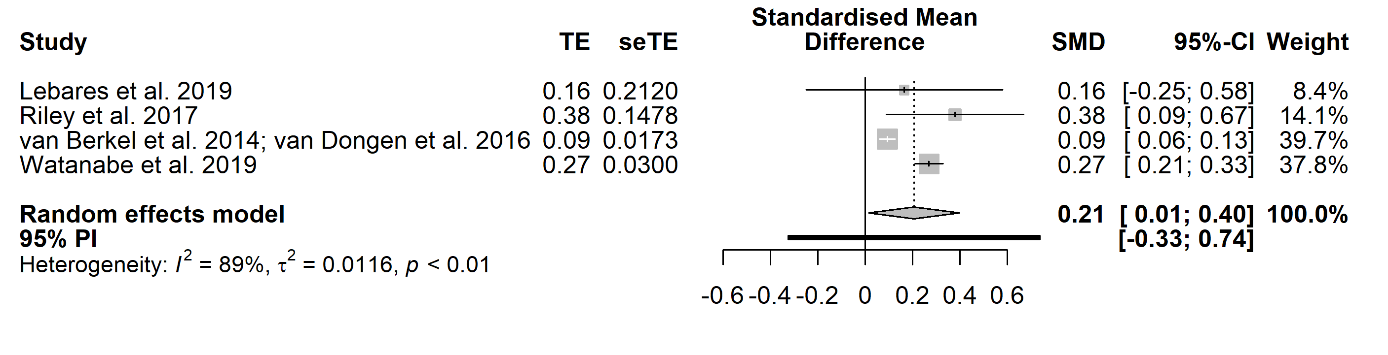 Standardised Mean
Study TE seTE Difference SMD 95%-CI Weight
Lebares et al. 2019 0.16 0.2120 0.16 [-0.25; 0.58] 8.4%
Riley et al. 2017 0.38 0.1478 0.38 [ 0.09; 0.67] 14.1%
van Berkel et al. 2014; van Dongen et al. 2016 0.09 0.0173 0.09 [ 0.06; 0.13] 39.7%
Watanabe et al. 2019 0.27 0.0300 0.27 [ 0.21; 0.33] 37.8%
Random effects model 0.21 [ 0.01; 0.40] 100.0%
95% PI [-0.33; 0.74]
Heterogeneity: I² = 89%, τ² = 0.0116, p < 0.01
-0.6 -0.4 -0.2 0 0.2 0.4 0.6